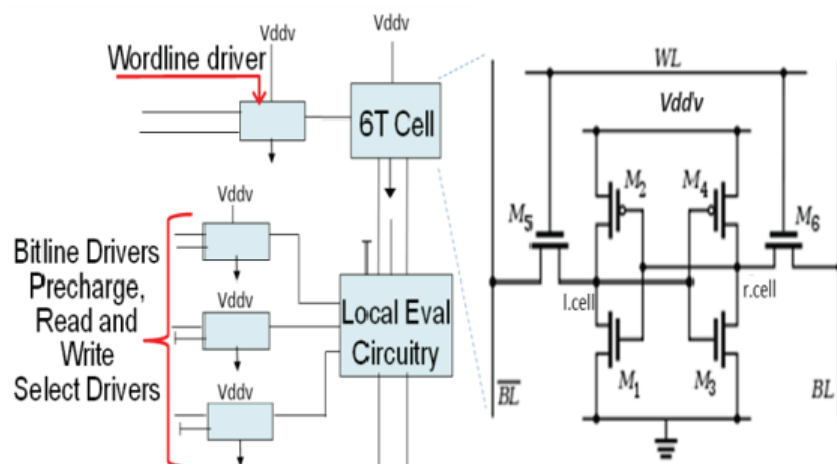 Vddv
Vddv
Wordline driver
6T Cell
Vddv
Bitline Drivers
Precharge,
Read and
Write
Select Drivers
Vddv
Vddv
Local Eval
Circuitry
WL
Vddv
M2
M4
M5
M6
l.cell
r.cell
M1
M3
BL
BL